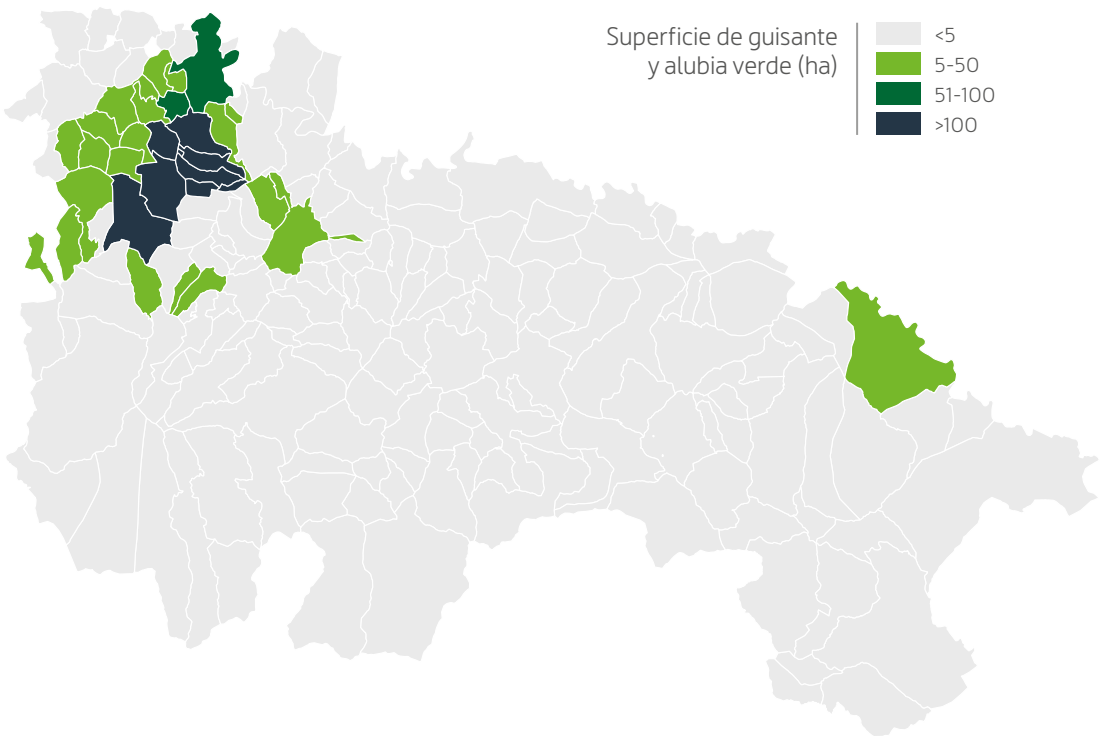 Superficie de guisante
y alubia verde (ha)
<5
5-50
51-100
>100